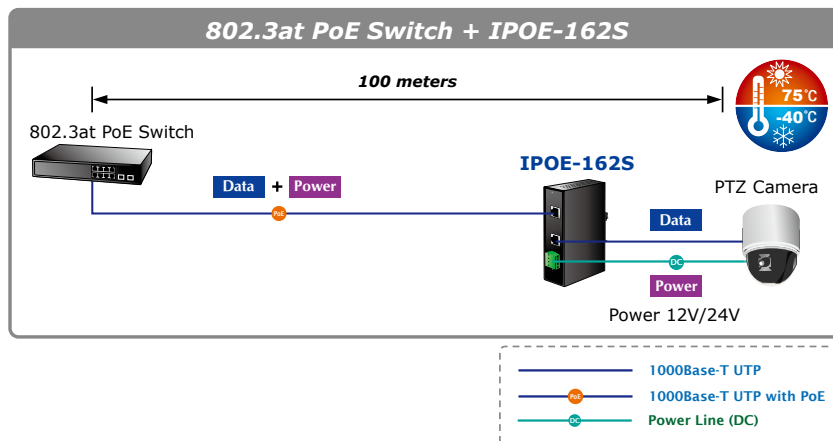 802.3at PoE Switch + IPOE-162S
100 meters
75°C
-40°C
802.3at PoE Switch
IPOE-162S
PTZ Camera
Data + Power
PoE
Data
DC
Power
Power 12V/24V
1000Base-T UTP
PoE
1000Base-T UTP with PoE
DC
Power Line (DC)